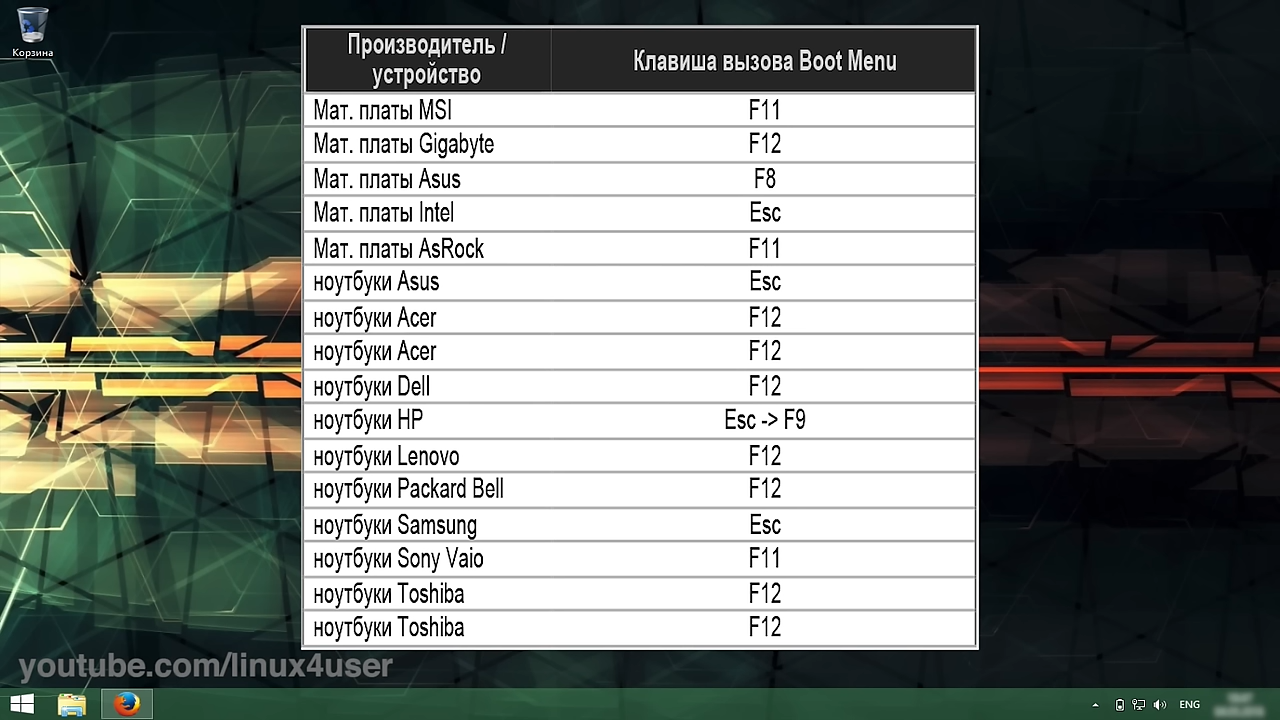 Корзина
Производитель / Клавиша вызова Boot Menu
устройство
Мат. платы MSI F11
Мат. платы Gigabyte F12
Мат. платы Asus F8
Мат. платы Intel Esc
Мат. платы AsRock F11
ноутбуки Asus Esc
ноутбуки Acer F12
ноутбуки Acer F12
ноутбуки Dell F12
ноутбуки HP Esc -> F9
ноутбуки Lenovo F12
ноутбуки Packard Bell F12
ноутбуки Samsung Esc
ноутбуки Sony Vaio F11
ноутбуки Toshiba F12
ноутбуки Toshiba F12
youtube.com/linux4user
ENG